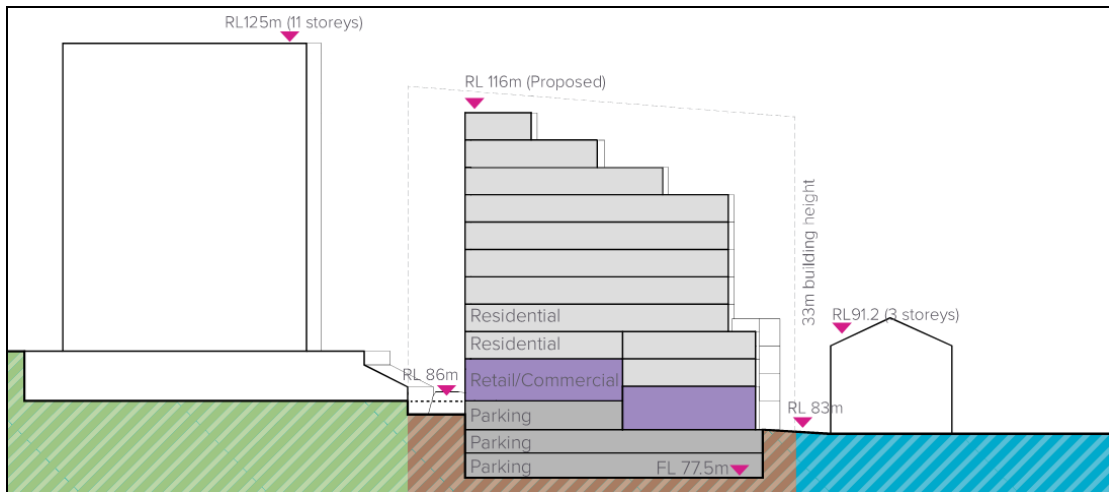 RL125m (11 storeys)
RL 116m (Proposed)
33m building height
Residential
RL91.2 (3 storeys)
Residential
RL 86m
Retail/Commercial
Parking
RL 83m
Parking
Parking
FL 77.5m